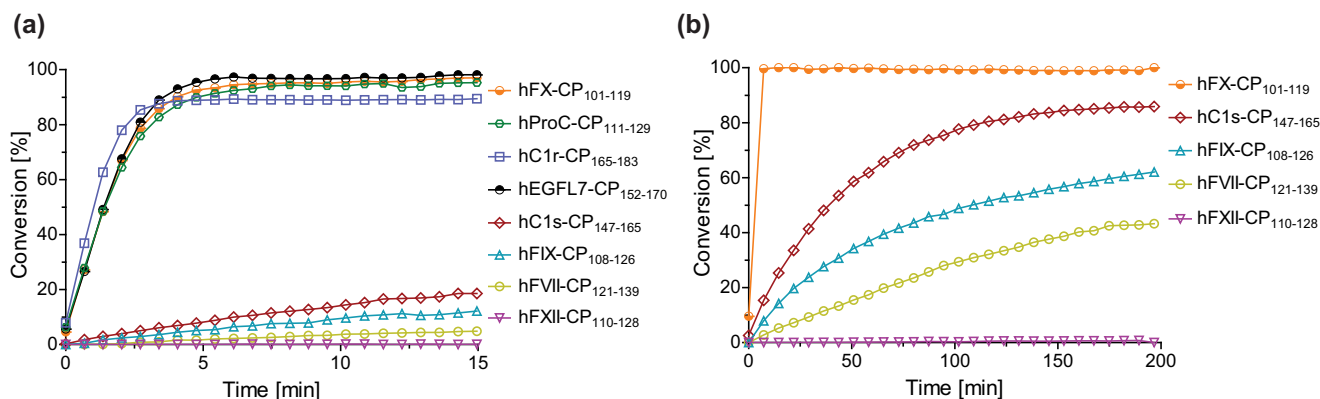 (a)
Conversion [%]
100
80
60
40
20
0
0
5
10
15
Time [min]
hFX-CP101-119
hProC-CP111-129
hC1r-CP165-183
hEGFL7-CP152-170
hC1s-CP147-165
hFIX-CP108-126
hFVII-CP121-139
hFXII-CP110-128
(b)
Conversion [%]
100
80
60
40
20
0
0
50
100
150
200
Time [min]
hFX-CP101-119
hC1s-CP147-165
hFIX-CP108-126
hFVII-CP121-139
hFXII-CP110-128